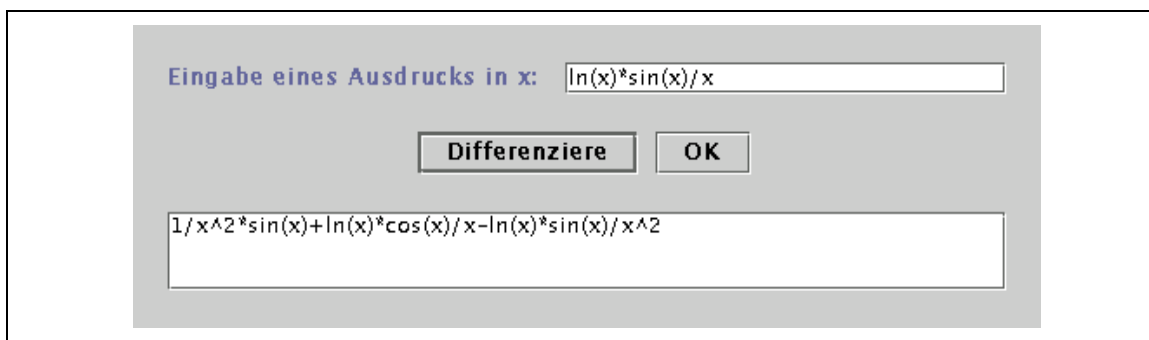 Eingabe eines Ausdrucks in x: ln(x)*sin(x)/x
Differenziere OK
1/x^2*sin(x)+ln(x)*cos(x)/x-ln(x)*sin(x)/x^2